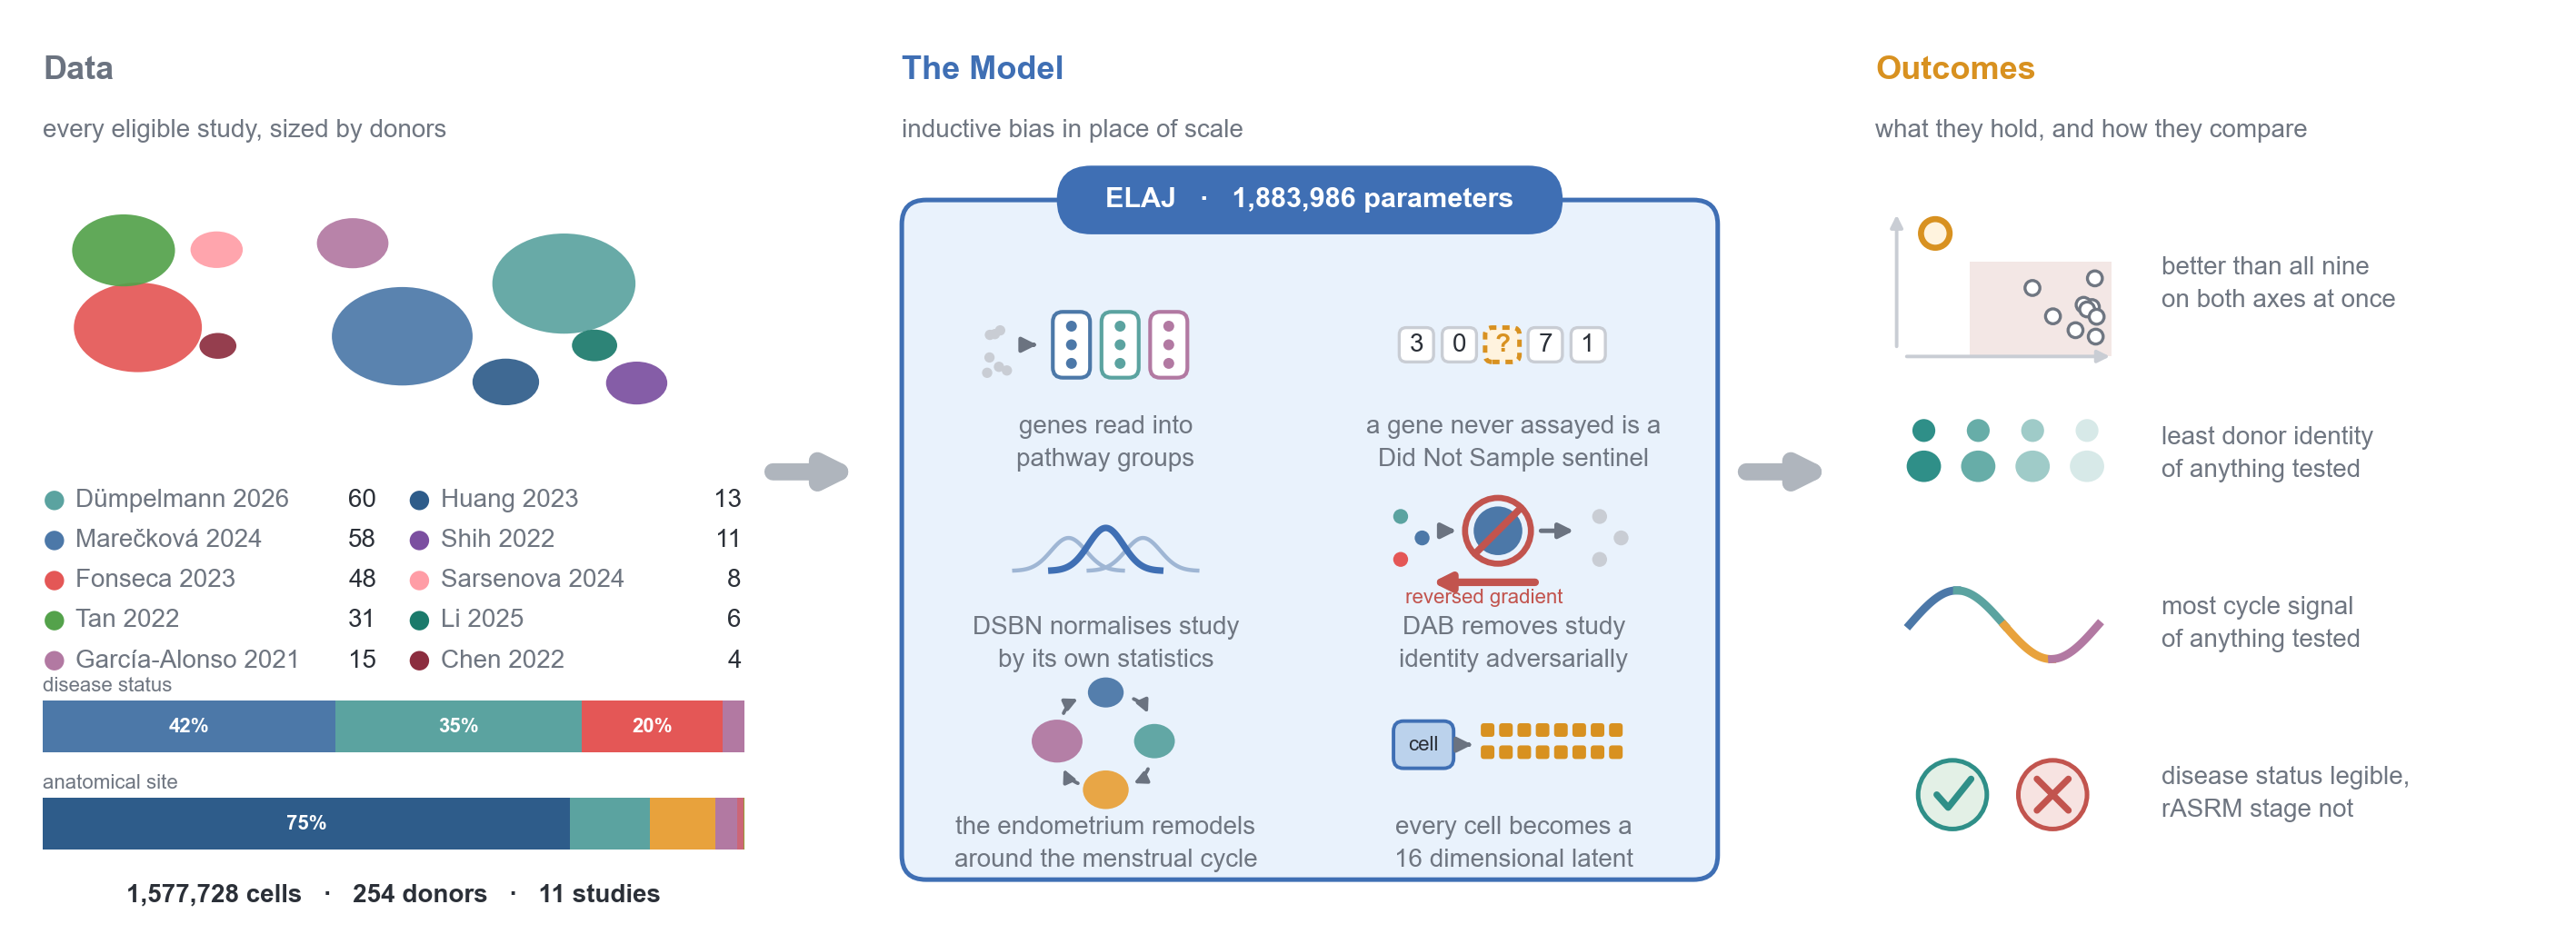 Data
every eligible study, sized by donors
Dümpelmann 2026 60
Marečková 2024 58
Fonseca 2023 48
Tan 2022 31
García-Alonso 2021 15
Huang 2023 13
Shih 2022 11
Sarsenova 2024 8
Li 2025 6
Chen 2022 4
disease status
42% 35% 20%
anatomical site
75%
1,577,728 cells · 254 donors · 11 studies
The Model
inductive bias in place of scale
ELAJ · 1,883,986 parameters
genes read into
pathway groups
3 0 ? 7 1
a gene never assayed is a
Did Not Sample sentinel
DSBN normalises study
by its own statistics
reversed gradient
DAB removes study
identity adversarially
the endometrium remodels
around the menstrual cycle
cell
every cell becomes a
16 dimensional latent
Outcomes
what they hold, and how they compare
better than all nine
on both axes at once
least donor identity
of anything tested
most cycle signal
of anything tested
disease status legible,
rASRM stage not